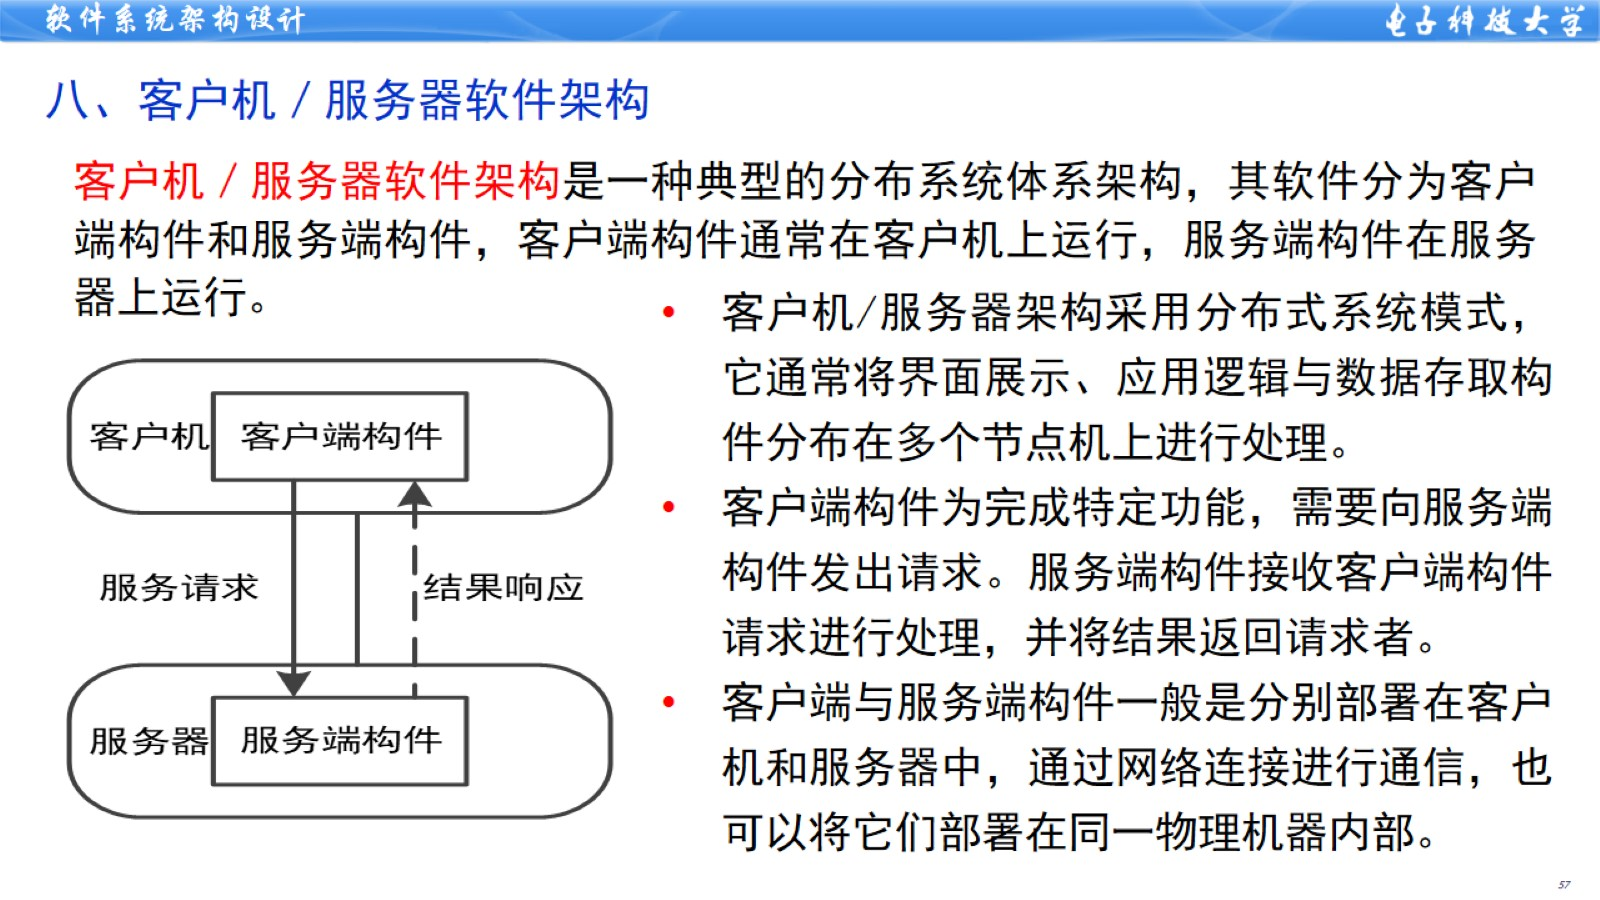 软件系统架构设计
电子科技大学
八、客户机 / 服务器软件架构
客户机 / 服务器软件架构是一种典型的分布系统体系架构，其软件分为客户
端构件和服务端构件，客户端构件通常在客户机上运行，服务端构件在服务
器上运行。
• 客户机/服务器架构采用分布式系统模式，
它通常将界面展示、应用逻辑与数据存取构
件分布在多个节点机上进行处理。
• 客户端构件为完成特定功能，需要向服务端
构件发出请求。服务端构件接收客户端构件
请求进行处理，并将结果返回请求者。
• 客户端与服务端构件一般是分别部署在客户
机和服务器中，通过网络连接进行通信，也
可以将它们部署在同一物理机器内部。
客户机
客户端构件
服务请求
结果响应
服务器
服务端构件
57